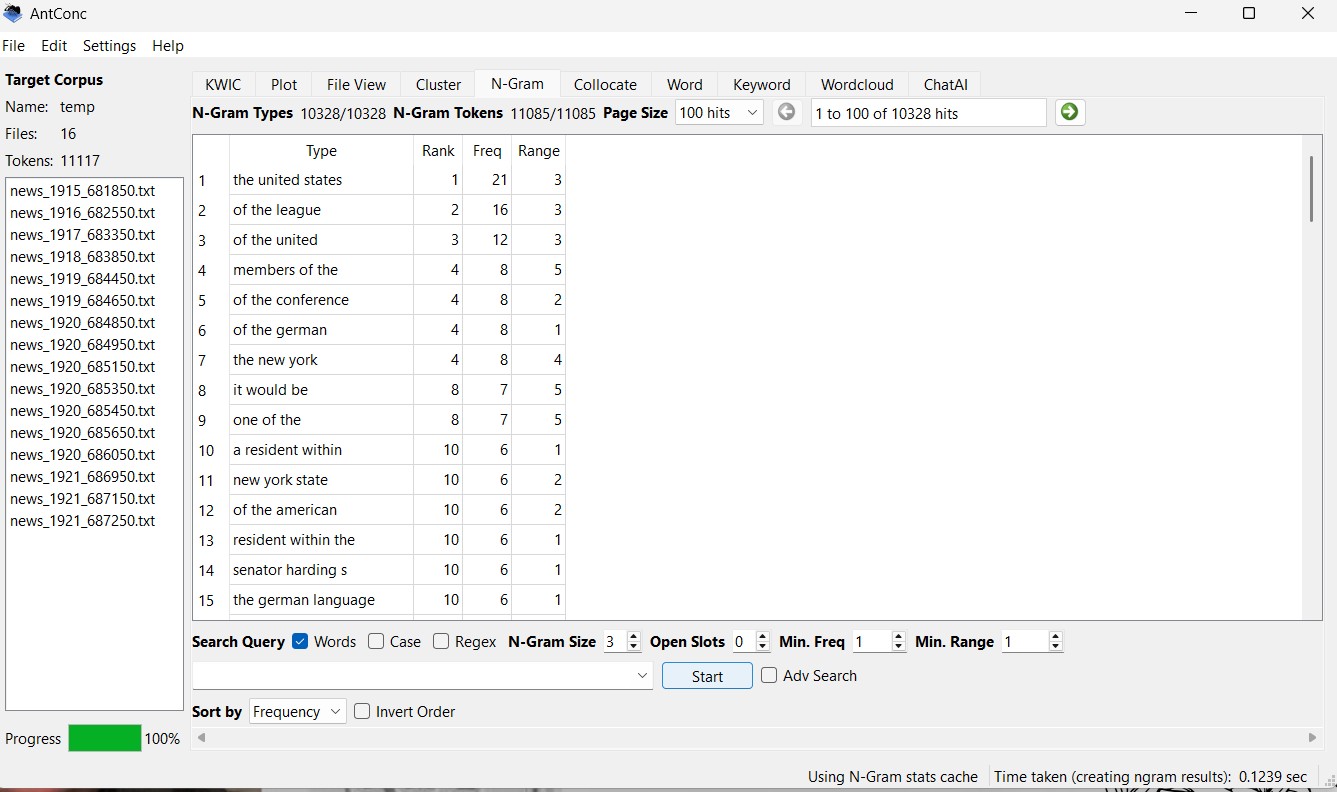 AntConc
File Edit Settings Help
Target Corpus
Name: temp
Files: 16
Tokens: 11117
news_1915_681850.txt
news_1916_682550.txt
news_1917_683350.txt
news_1918_683850.txt
news_1919_684450.txt
news_1919_684650.txt
news_1920_684850.txt
news_1920_684950.txt
news_1920_685150.txt
news_1920_685350.txt
news_1920_685450.txt
news_1920_685650.txt
news_1920_686050.txt
news_1921_686950.txt
news_1921_687150.txt
news_1921_687250.txt
Progress 100%
KWIC Plot File View Cluster N-Gram Collocate Word Keyword Wordcloud ChatAI
N-Gram Types 10328/10328 N-Gram Tokens 11085/11085 Page Size 100 hits 1 to 100 of 10328 hits
Type Rank Freq Range
1 the united states 1 21 3
2 of the league 2 16 3
3 of the united 3 12 3
4 members of the 4 8 5
5 of the conference 4 8 2
6 of the german 4 8 1
7 the new york 4 8 4
8 it would be 8 7 5
9 one of the 8 7 5
10 a resident within 10 6 1
11 new york state 10 6 2
12 of the american 10 6 2
13 resident within the 10 6 1
14 senator harding s 10 6 1
15 the german language 10 6 1
Search Query Words Case Regex N-Gram Size 3 Open Slots 0 Min. Freq 1 Min. Range 1
Start Adv Search
Sort by Frequency Invert Order
Using N-Gram stats cache Time taken (creating ngram results): 0.1239 sec